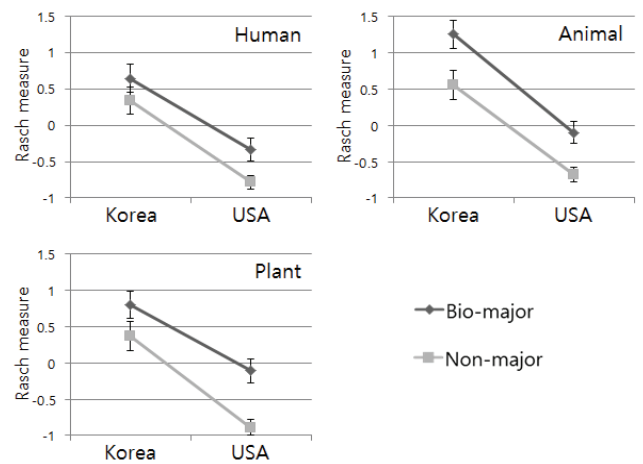 Human
Rasch measure
1.5
1
0.5
0
-0.5
-1
Korea USA
Animal
Rasch measure
1.5
1
0.5
0
-0.5
-1
Korea USA
Plant
Rasch measure
1.5
1
0.5
0
-0.5
-1
Korea USA
Bio-major
Non-major